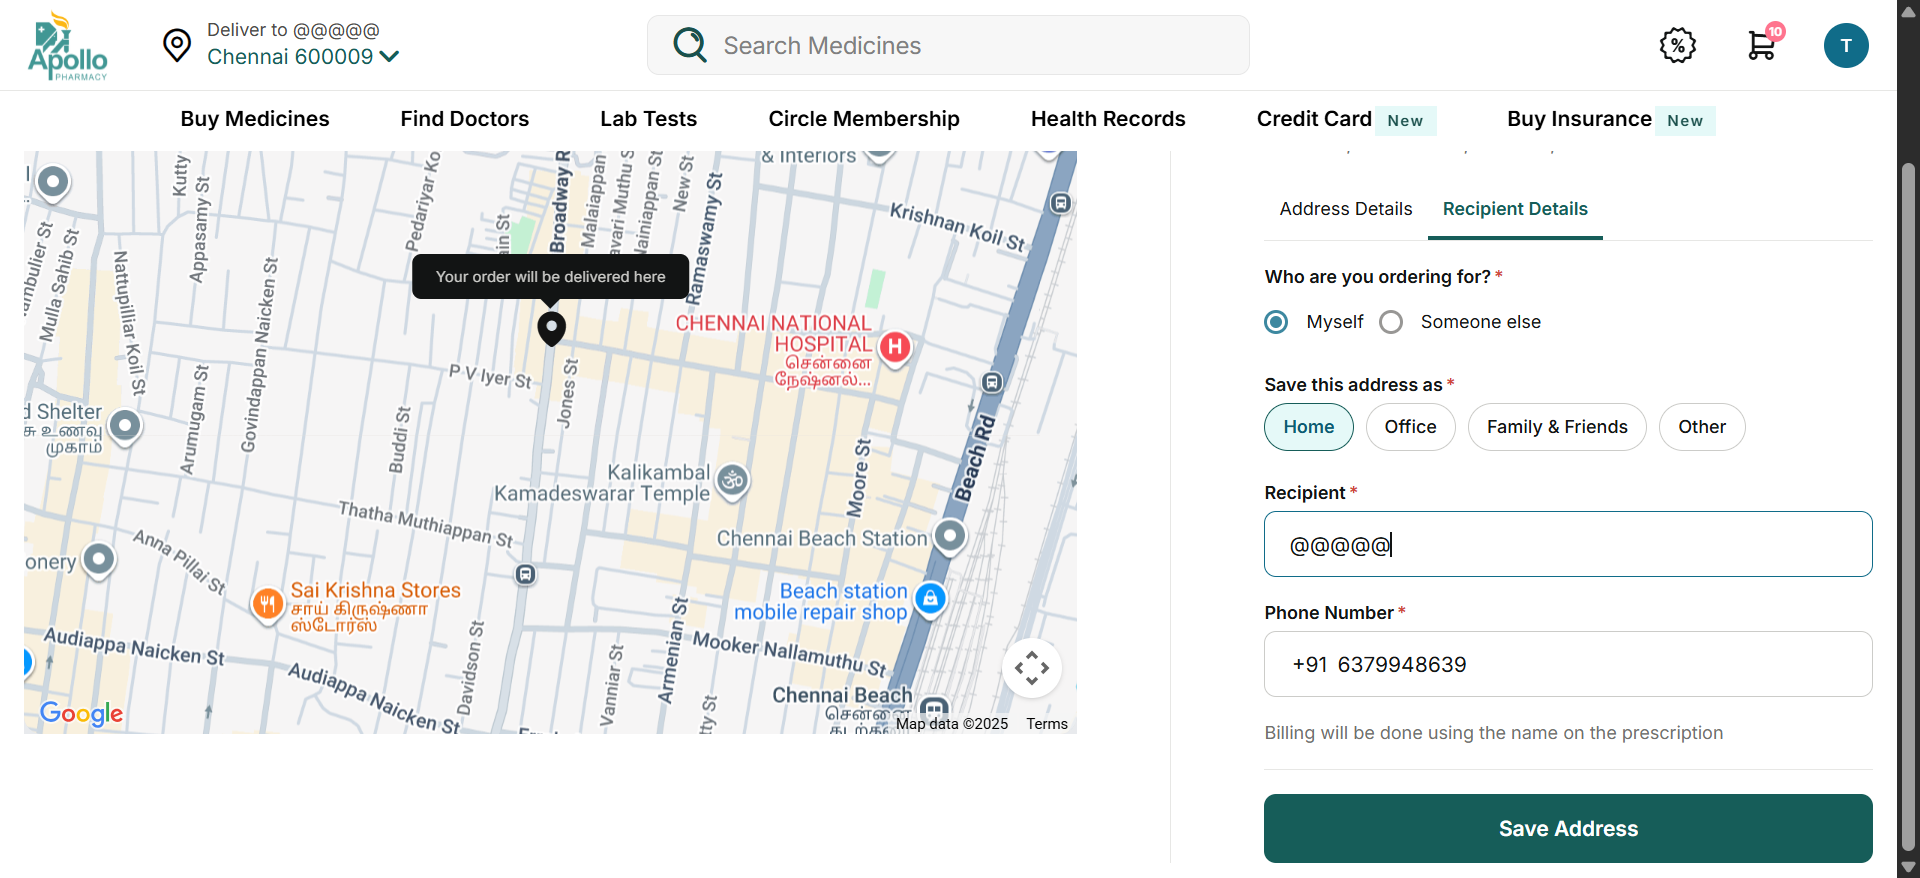 Apollo
PHARMACY
Deliver to @@@@@
Chennai 600009
Search Medicines
%
10
T
Buy Medicines
Find Doctors
Lab Tests
Circle Membership
Health Records
Credit Card New
Buy Insurance New
& Interiors
Kutty
Appasamy St
Pedariyar Ko
Broadway R
Malaiappan
avari Muthu S
Nainiappan St
New St
Ramaswamy St
Krishnan Koil St
ain St
ambulier St
Mulla Sahib St
Nattupilliar Koil St
Govindappan Naicken St
Your order will be delivered here
CHENNAI NATIONAL
HOSPITAL
சென்னை
நேஷ்னல்...
H
P V Iyer St
Jones St
d Shelter
சு உணவு
முகாம்
Arumugam St
Buddi St
Beach Rd
Moore St
Kalikambal
Kamadeswarar Temple
Thatha Muthiappan St
Chennai Beach Station
Anna Pillai St
onery
Sai Krishna Stores
சாய் கிருஷ்ணா
ஸ்டோர்ஸ்
Beach station
mobile repair shop
Audiappa Naicken St
Audiappa Naicken St
Davidson St
Vanniar St
Armenian St
Mooker Nallamuthu St
Chennai Beach
சென்னை
tty St
Google
Map data ©2025
Terms
Address Details
Recipient Details
Who are you ordering for?*
Myself
Someone else
Save this address as *
Home
Office
Family & Friends
Other
Recipient *
@@@@@
Phone Number *
+91 6379948639
Billing will be done using the name on the prescription
Save Address